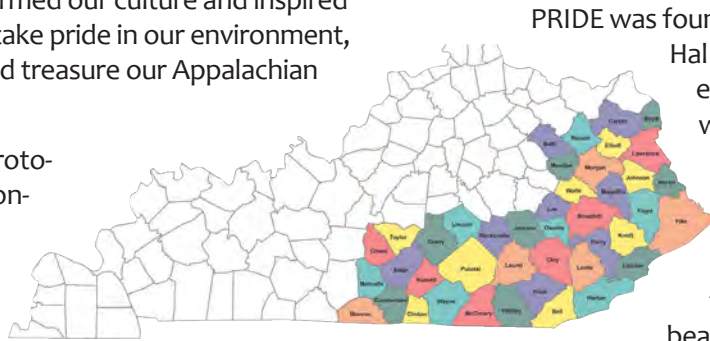 rmed our culture and inspired
take pride in our environment,
d treasure our Appalachian
roto-
on-
PRIDE was foun
Hal
e
w
bea
Carter
Boyd
Rowan
Elliott
Bath
Lawrence
Menifee
Morgan
Johnson
Martin
Wolfe
Magoffin
Lee
Breathitt
Floyd
Pike
Lincoln
Rockcastle
Jackson
Owsley
Perry
Knott
Taylor
Casey
Green
Adair
Russell
Pulaski
Laurel
Clay
Leslie
Letcher
Metcalfe
Cumberland
Wayne
Knox
Harlan
Monroe
Clinton
McCreary
Whitley
Bell